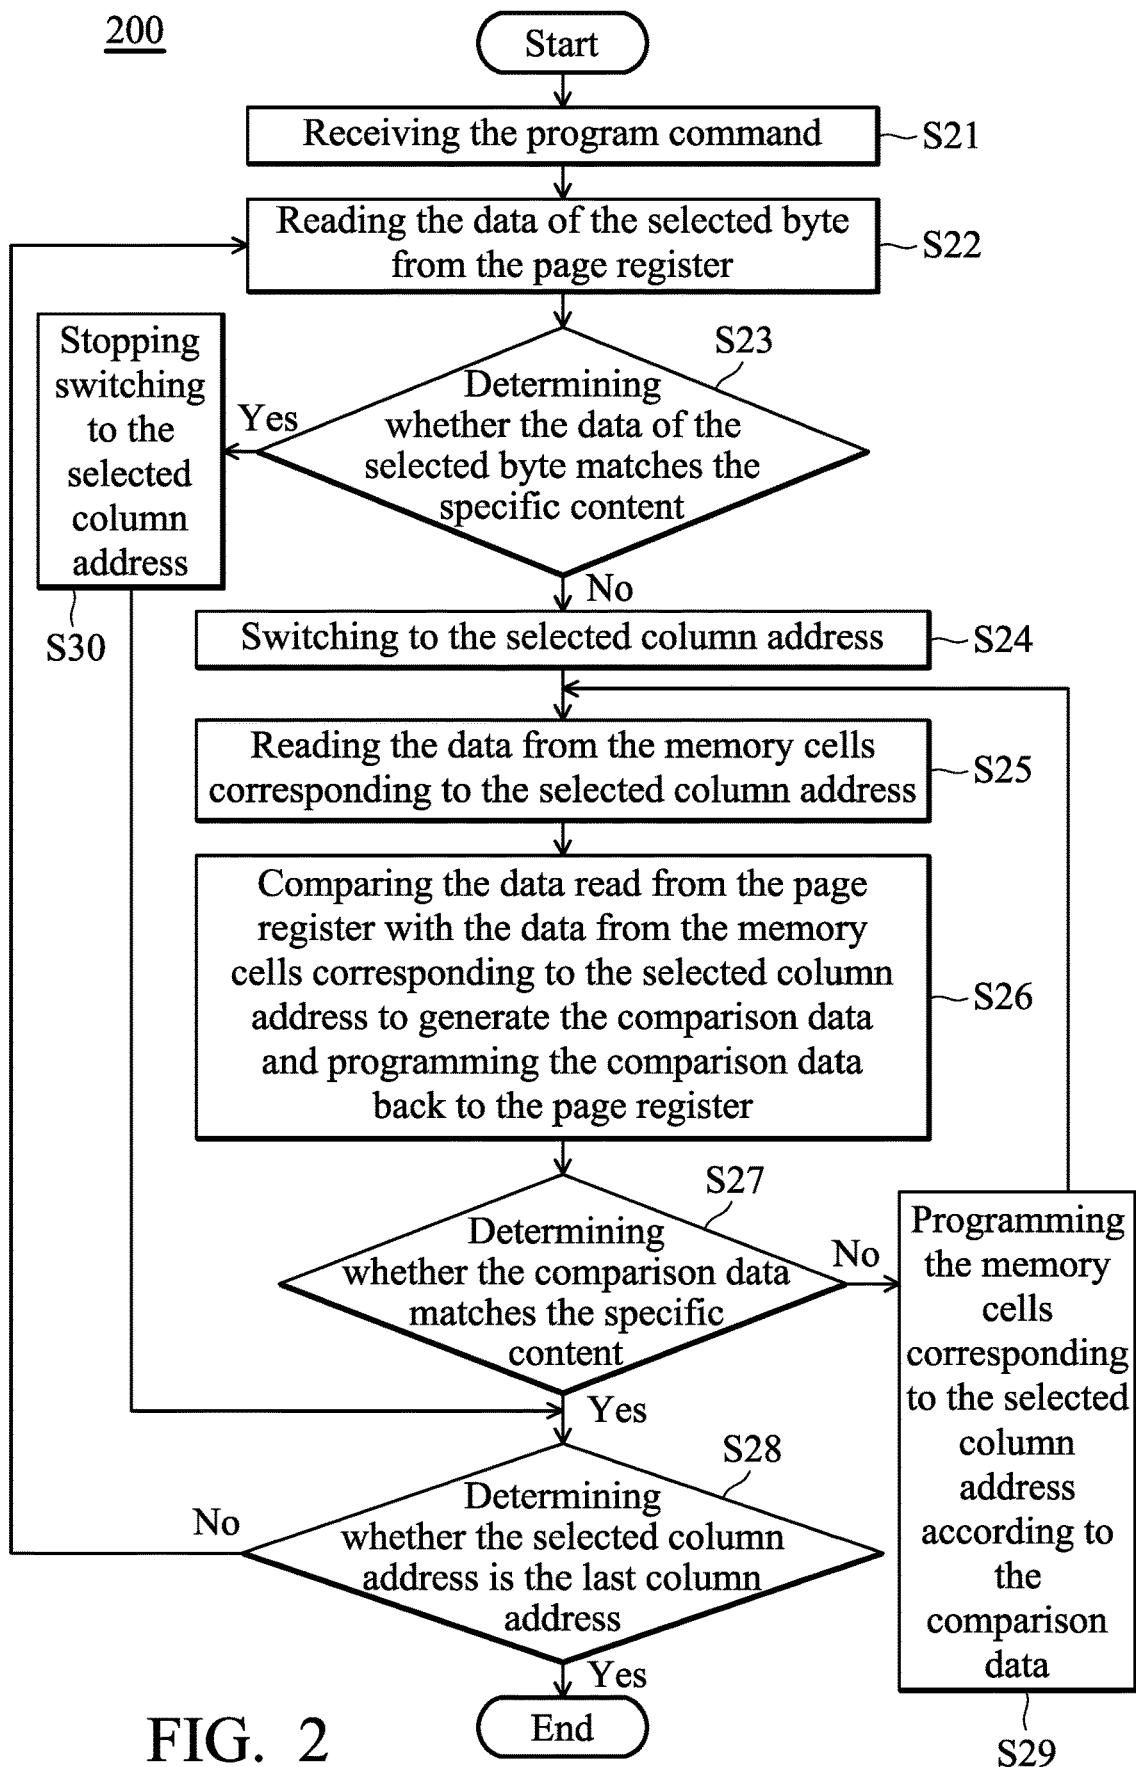 200
Start
Receiving the program command
S21
Reading the data of the selected byte
from the page register
S22
Stopping
switching
to the
selected
column
address
S30
Yes
S23
Determining
whether the data of the
selected byte matches the
specific content
No
Switching to the selected column address
S24
Reading the data from the memory cells
corresponding to the selected column address
S25
Comparing the data read from the page
register with the data from the memory
cells corresponding to the selected column
address to generate the comparison data
and programming the comparison data
back to the page register
S26
S27
Determining
whether the comparison data
matches the specific
content
No
Yes
Programming
the memory
cells
corresponding
to the selected
column
address
according to
the
comparison
data
S29
S28
Determining
whether the selected column
address is the last column
address
No
Yes
End
FIG. 2